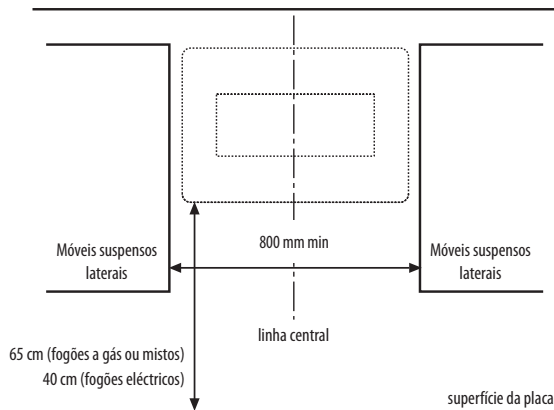 Móveis suspensos
laterais
800 mm min
Móveis suspensos
laterais
linha central
65 cm (fogões a gás ou mistos)
40 cm (fogões eléctricos)
superfície da placa